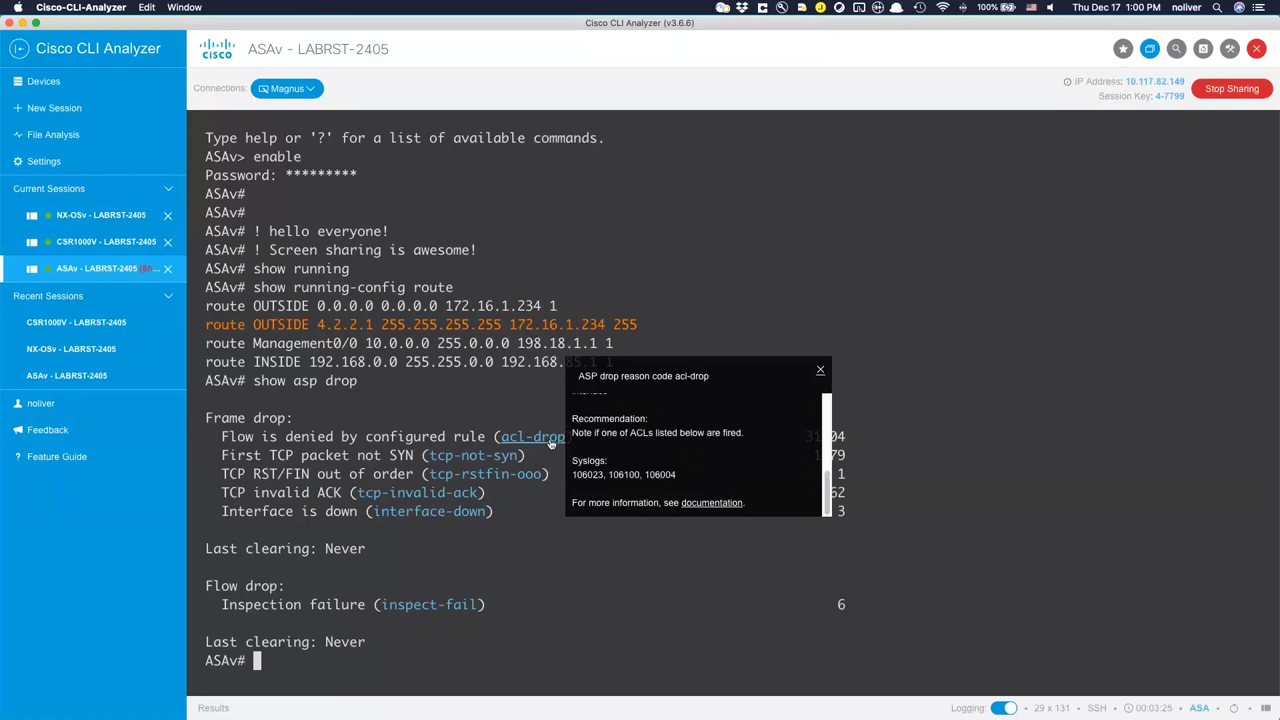 Cisco-CLI-Analyzer Edit Window
100% Thu Dec 17 1:00 PM noliver
Cisco CLI Analyzer (v3.6.6)
Cisco CLI Analyzer
cisco
ASAv - LABRST-2405
Connections: Magnus
IP Address: 10.117.82.149
Session Key: 4-7799
Stop Sharing
Devices
New Session
File Analysis
Settings
Current Sessions
NX-OSv - LABRST-2405
CSR1000V - LABRST-2405
ASAv - LABRST-2405
Recent Sessions
CSR1000V - LABRST-2405
NX-OSv - LABRST-2405
ASAv - LABRST-2405
noliver
Feedback
Feature Guide
Type help or '?' for a list of available commands.
ASAv> enable
Password: *********
ASAv#
ASAv#
ASAv# ! hello everyone!
ASAv# ! Screen sharing is awesome!
ASAv# show running
ASAv# show running-config route
route OUTSIDE 0.0.0.0 0.0.0.0 172.16.1.234 1
route OUTSIDE 4.2.2.1 255.255.255.255 172.16.1.234 255
route Management0/0 10.0.0.0 255.0.0.0 198.18.1.1 1
route INSIDE 192.168.0.0 255.255.0.0 192.168.85.1 1
ASAv# show asp drop
Frame drop:
Flow is denied by configured rule (acl-drop)
First TCP packet not SYN (tcp-not-syn)
TCP RST/FIN out of order (tcp-rstfin-ooo) 1
TCP invalid ACK (tcp-invalid-ack)
Interface is down (interface-down) 3
Last clearing: Never
Flow drop:
Inspection failure (inspect-fail) 6
Last clearing: Never
ASAv#
ASP drop reason code acl-drop
Recommendation:
Note if one of ACLs listed below are fired.
Syslogs:
106023, 106100, 106004
For more information, see documentation.
Results
Logging: 29 x 131 SSH 00:03:25 ASA